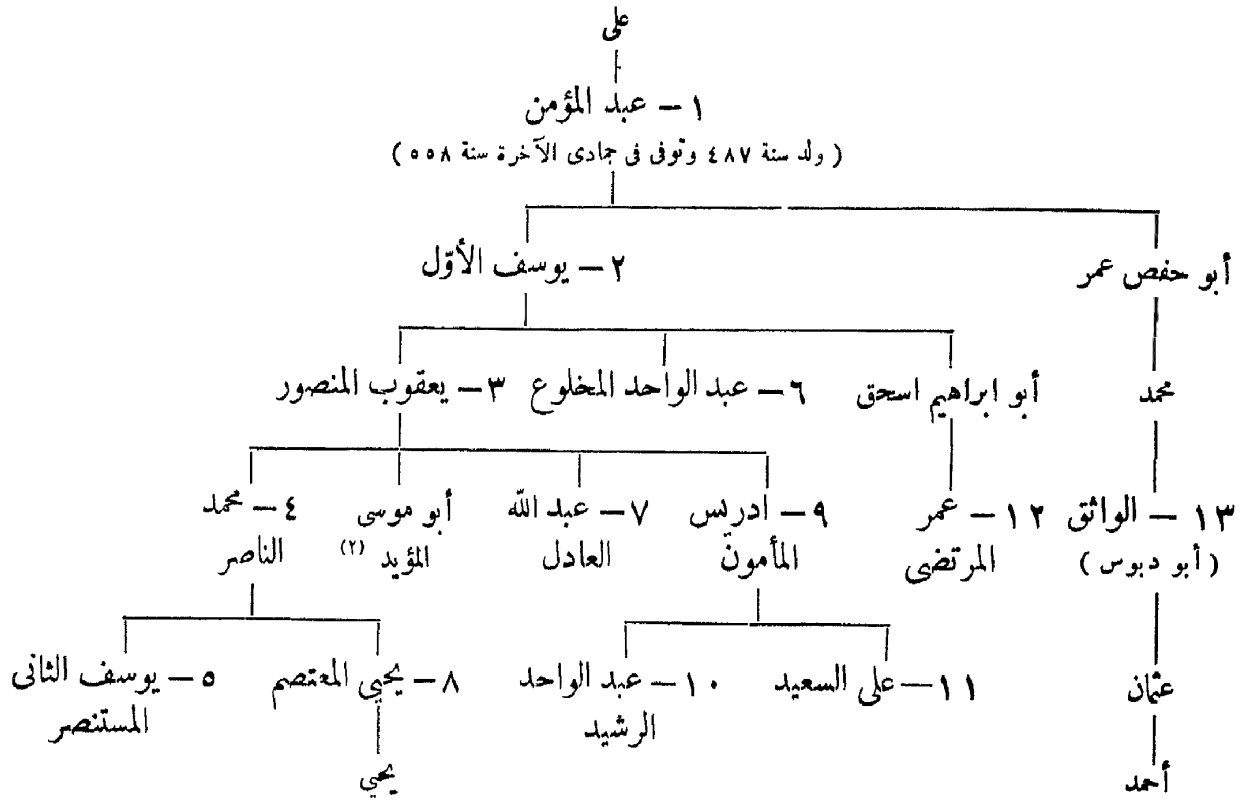 على
١ — عبد المؤمن
( ولد سنة ٤٨٧ وتوفى فى جمادى الآخرة سنة ٥٥٨ )
أبو حفص عمر
٢ — يوسف الأوّل
محمد
أبو ابراهيم اسحق
٦ — عبد الواحد المخلوع
٣ — يعقوب المنصور
١٣ — الواثق
( أبو دبوس )
١٢ — عمر
المرتضى
٩ — ادريس
المأمون
٧ — عبد الله
العادل
أبو موسى
المؤيد (٢)
٤ — محمد
الناصر
عثمان
١١ — على السعيد
١٠ — عبد الواحد
الرشيد
٨ — يحيى المعتصم
٥ — يوسف الثانى
المستنصر
أحمد
يحيى